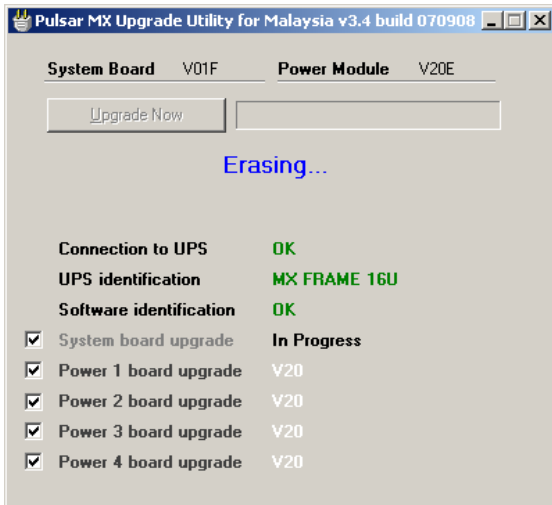 Pulsar MX Upgrade Utility for Malaysia v3.4 build 070908
System Board V01F Power Module V20E
Upgrade Now
Erasing...
Connection to UPS OK
UPS identification MX FRAME 16U
Software identification OK
System board upgrade In Progress
Power 1 board upgrade V20
Power 2 board upgrade V20
Power 3 board upgrade V20
Power 4 board upgrade V20